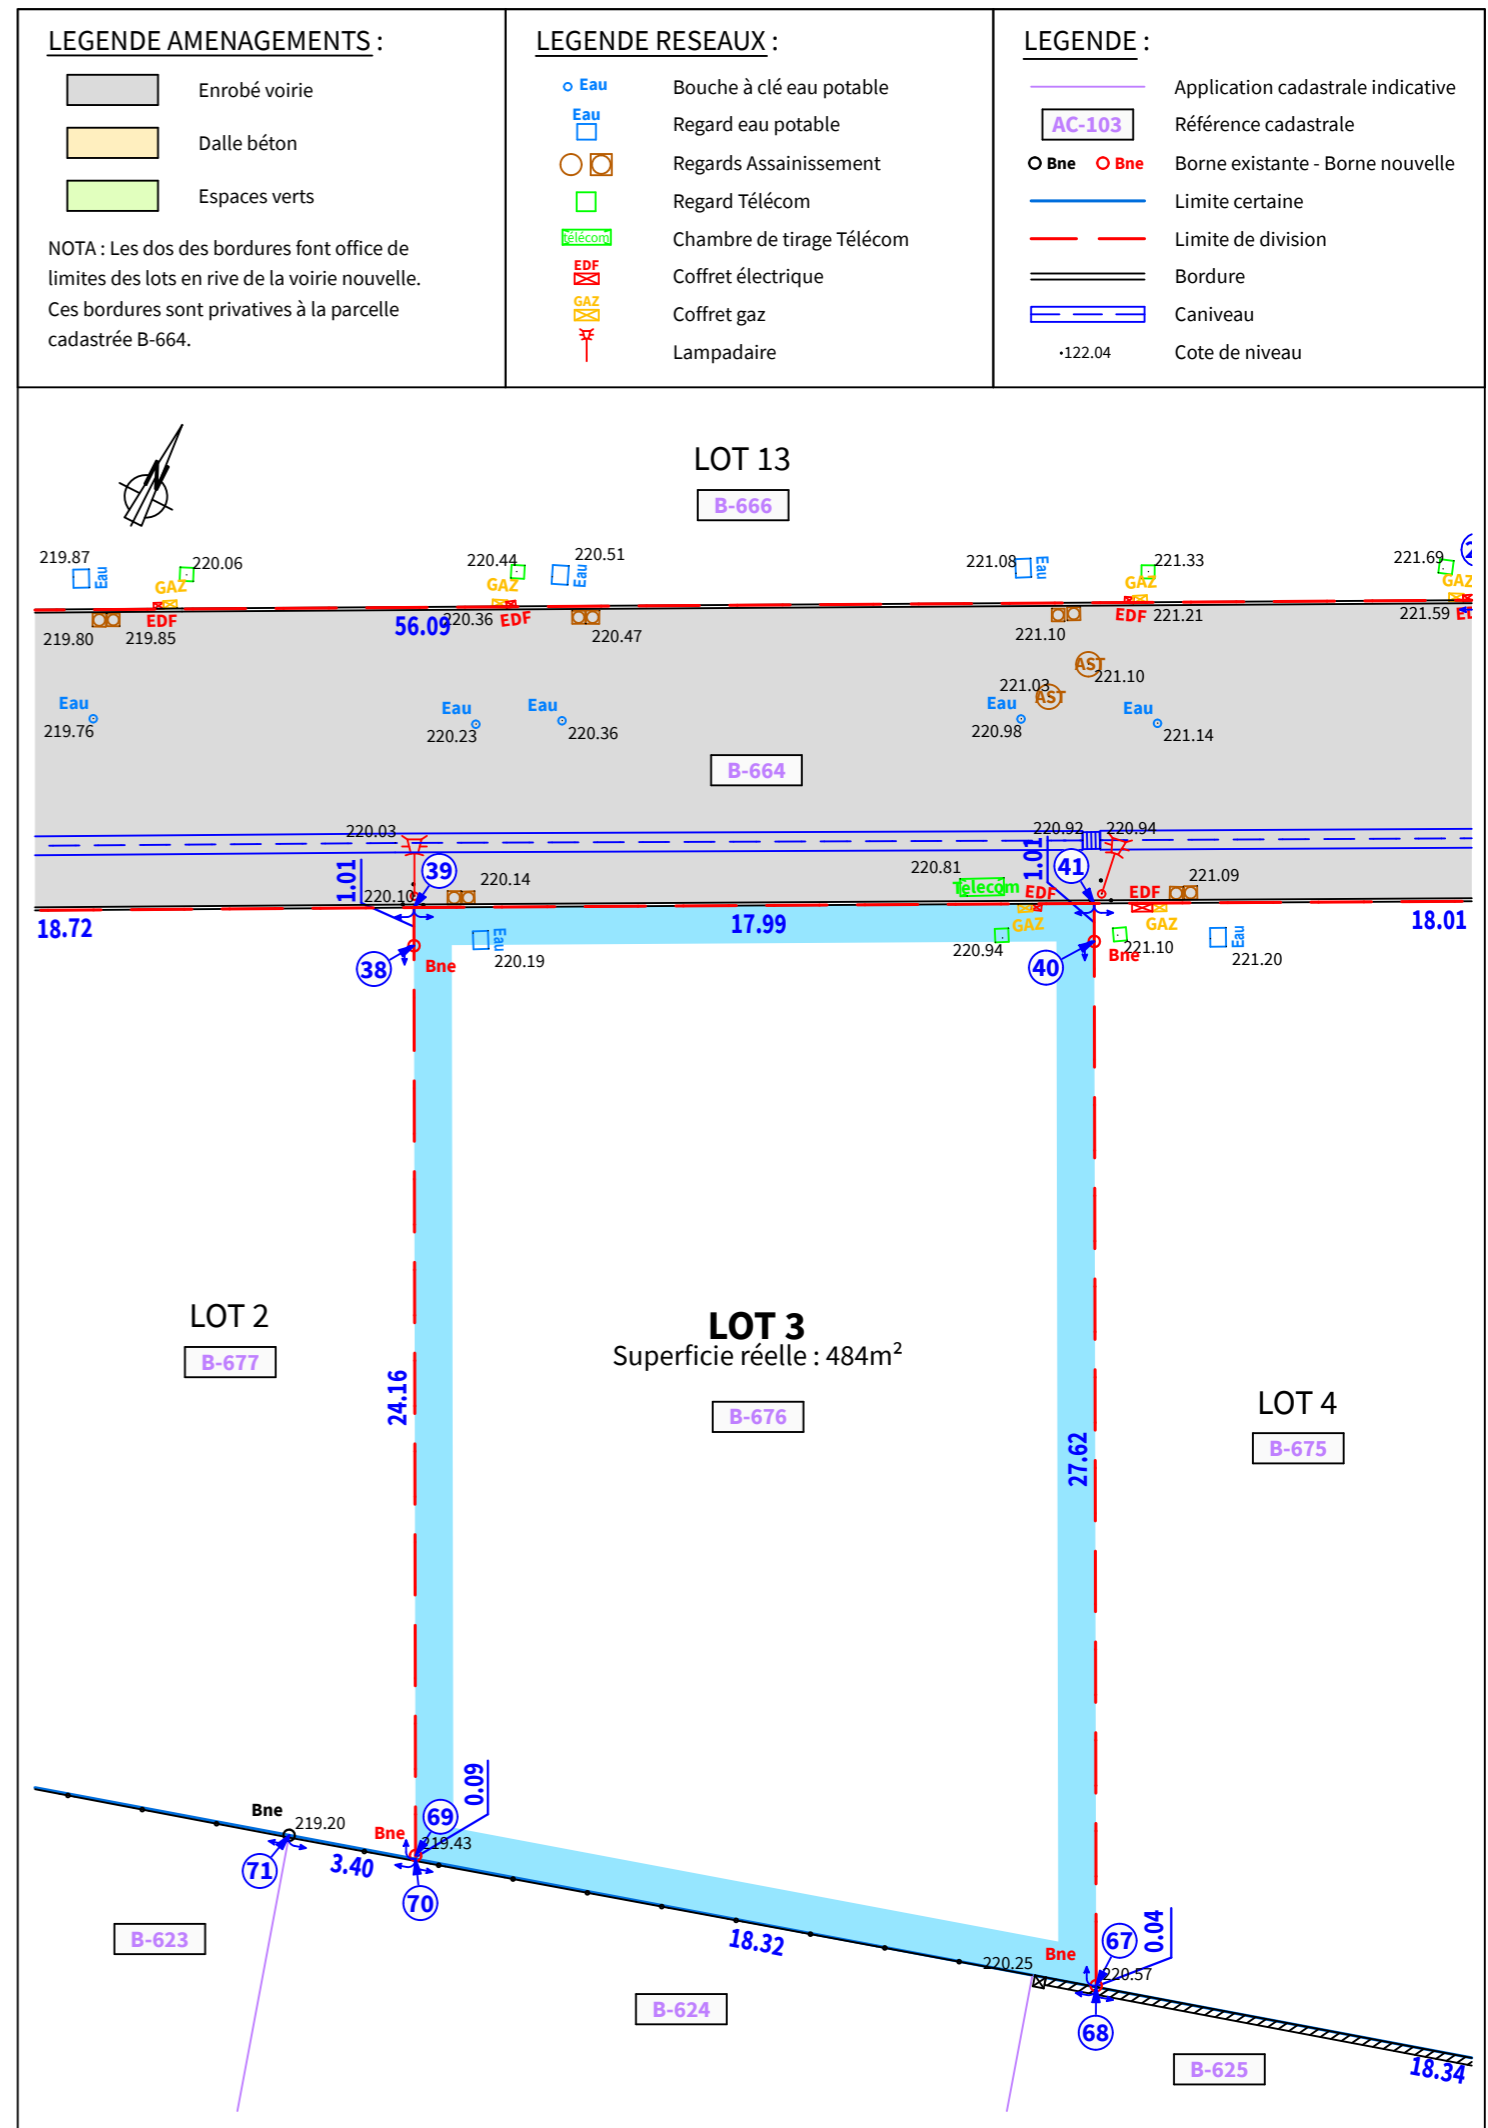 LEGENDE AMENAGEMENTS :
Enrobé voirie
Dalle béton
Espaces verts
NOTA : Les dos des bordures font office de
limites des lots en rive de la voirie nouvelle.
Ces bordures sont privatives à la parcelle
cadastrée B-664.
LEGENDE RESEAUX :
Eau Bouche à clé eau potable
Eau
Regard eau potable
Regards Assainissement
Regard Télécom
télécom Chambre de tirage Télécom
EDF
Coffret électrique
GAZ
Coffret gaz
Lampadaire
LEGENDE :
Application cadastrale indicative
AC-103 Référence cadastrale
Bne Bne Borne existante - Borne nouvelle
Limite certaine
Limite de division
Bordure
Caniveau
122.04 Cote de niveau
N
LOT 13
B-666
219.87 Eau 220.06 220.44 220.51 Eau 221.08 Eau 221.33 221.69
GAZ GAZ GAZ GAZ
219.80 219.85 EDF 56.09 220.36 EDF 220.47 221.10 EDF 221.21 221.59
AST 221.10
221.03 AST
Eau Eau Eau Eau Eau
219.76 220.23 220.36 220.98 221.14
B-664
220.03 220.92 220.94
1.01 39 220.10 220.14 220.81 Telecom 1.01 41 EDF EDF 221.09
18.72 17.99 GAZ GAZ 18.01
38 Bne Eau 220.19 220.94 40 Bne 221.10 Eau 221.20
LOT 2
B-677
LOT 3
Superficie réelle : 484m²
B-676
24.16
27.62
LOT 4
B-675
0.09
Bne 219.20 Bne 69 219.43
71 3.40 70
B-623
18.32
0.04
220.25 Bne 67 220.57
B-624
68
B-625
18.34